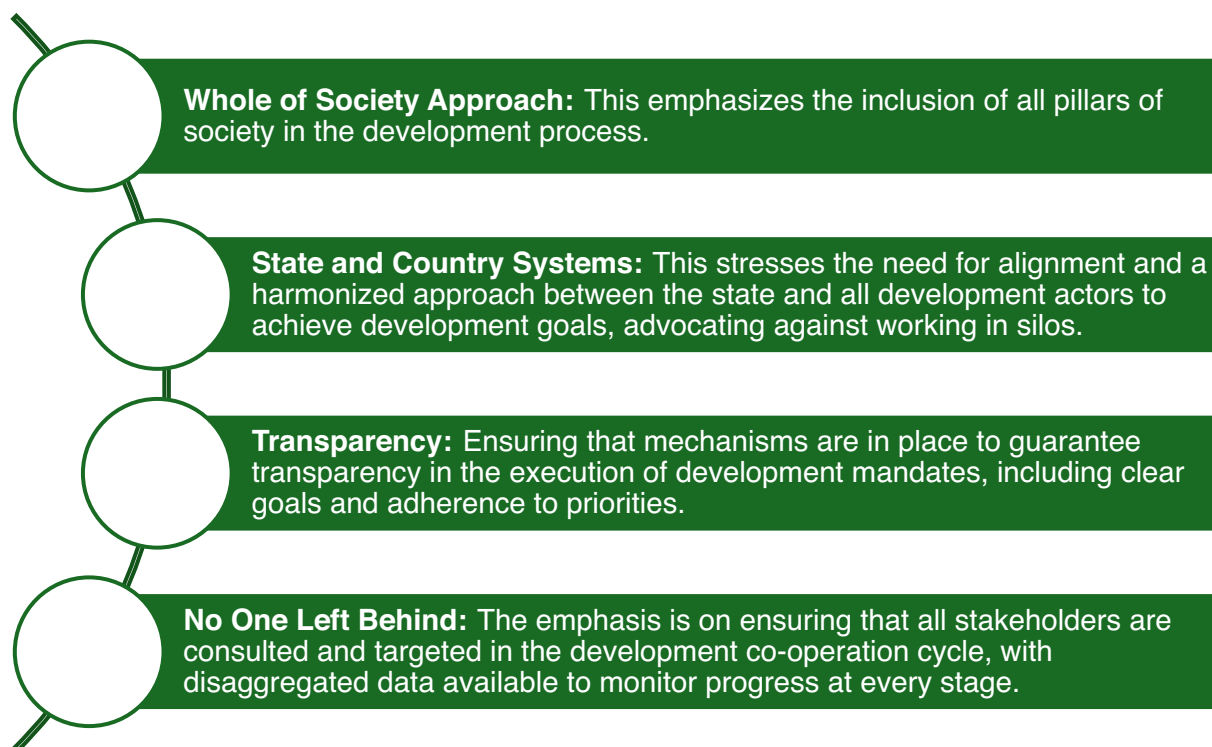 Whole of Society Approach: This emphasizes the inclusion of all pillars of
society in the development process.
State and Country Systems: This stresses the need for alignment and a
harmonized approach between the state and all development actors to
achieve development goals, advocating against working in silos.
Transparency: Ensuring that mechanisms are in place to guarantee
transparency in the execution of development mandates, including clear
goals and adherence to priorities.
No One Left Behind: The emphasis is on ensuring that all stakeholders are
consulted and targeted in the development co-operation cycle, with
disaggregated data available to monitor progress at every stage.